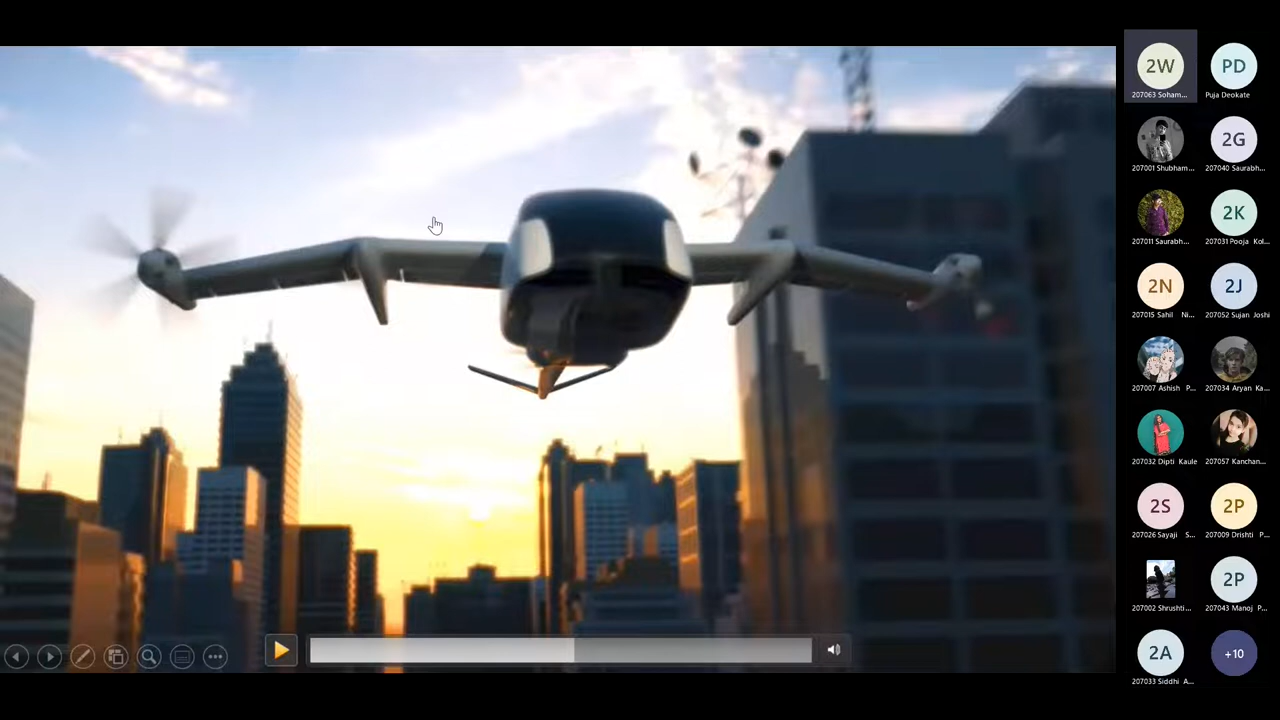 2W
PD
207063 Soham...
Puja Deokate
2G
207001 Shubham...
207040 Saurabh...
2K
207011 Saurabh...
207031 Pooja Kol...
2N
2J
207015 Sahil Ni...
207052 Sujan Joshi
207007 Ashish P...
207034 Aryan Ka...
207032 Dipti Kaule
207057 Kanchan...
2S
2P
207026 Sayaji S...
207009 Drishti P...
2P
207002 Shrushti...
207043 Manoj P...
2A
+10
207033 Siddhi A...